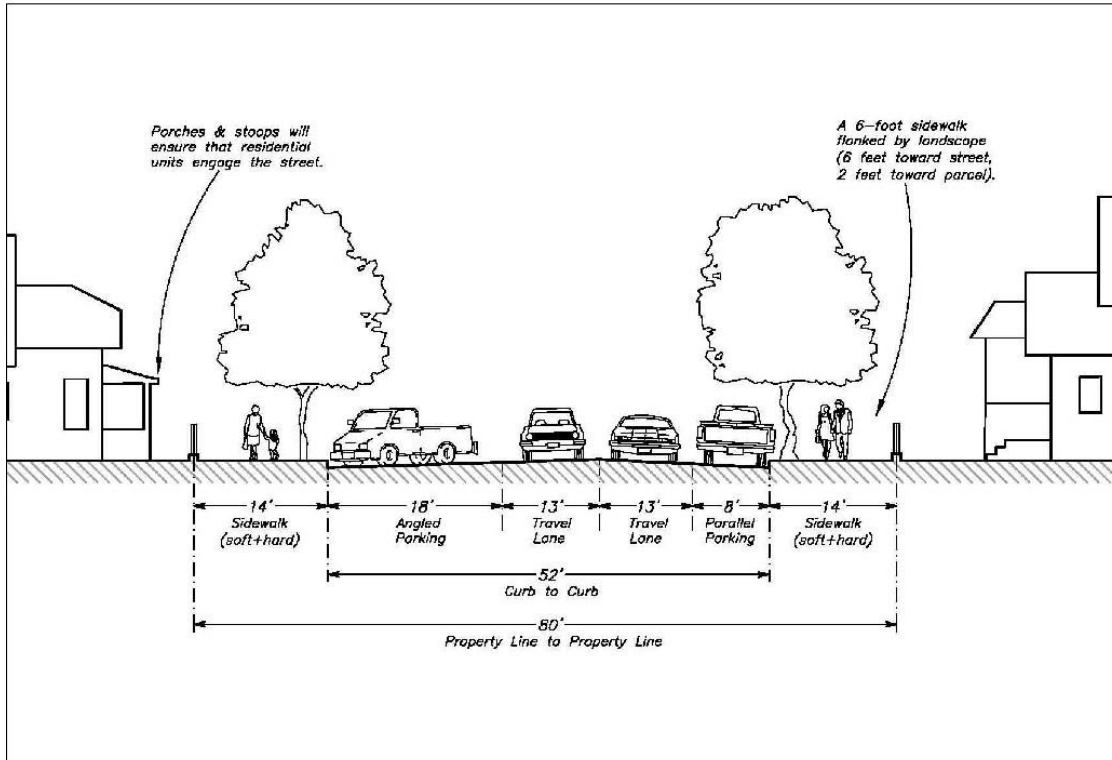 Porches & stoops will
ensure that residential
units engage the street.
A 6-foot sidewalk
flanked by landscape
(6 feet toward street,
2 feet toward parcel).
14' 18' 13' 13' 8' 14'
Sidewalk Angled Travel Travel Parallel Sidewalk
(soft+hard) Parking Lane Lane Parking (soft+hard)
52'
Curb to Curb
80'
Property Line to Property Line